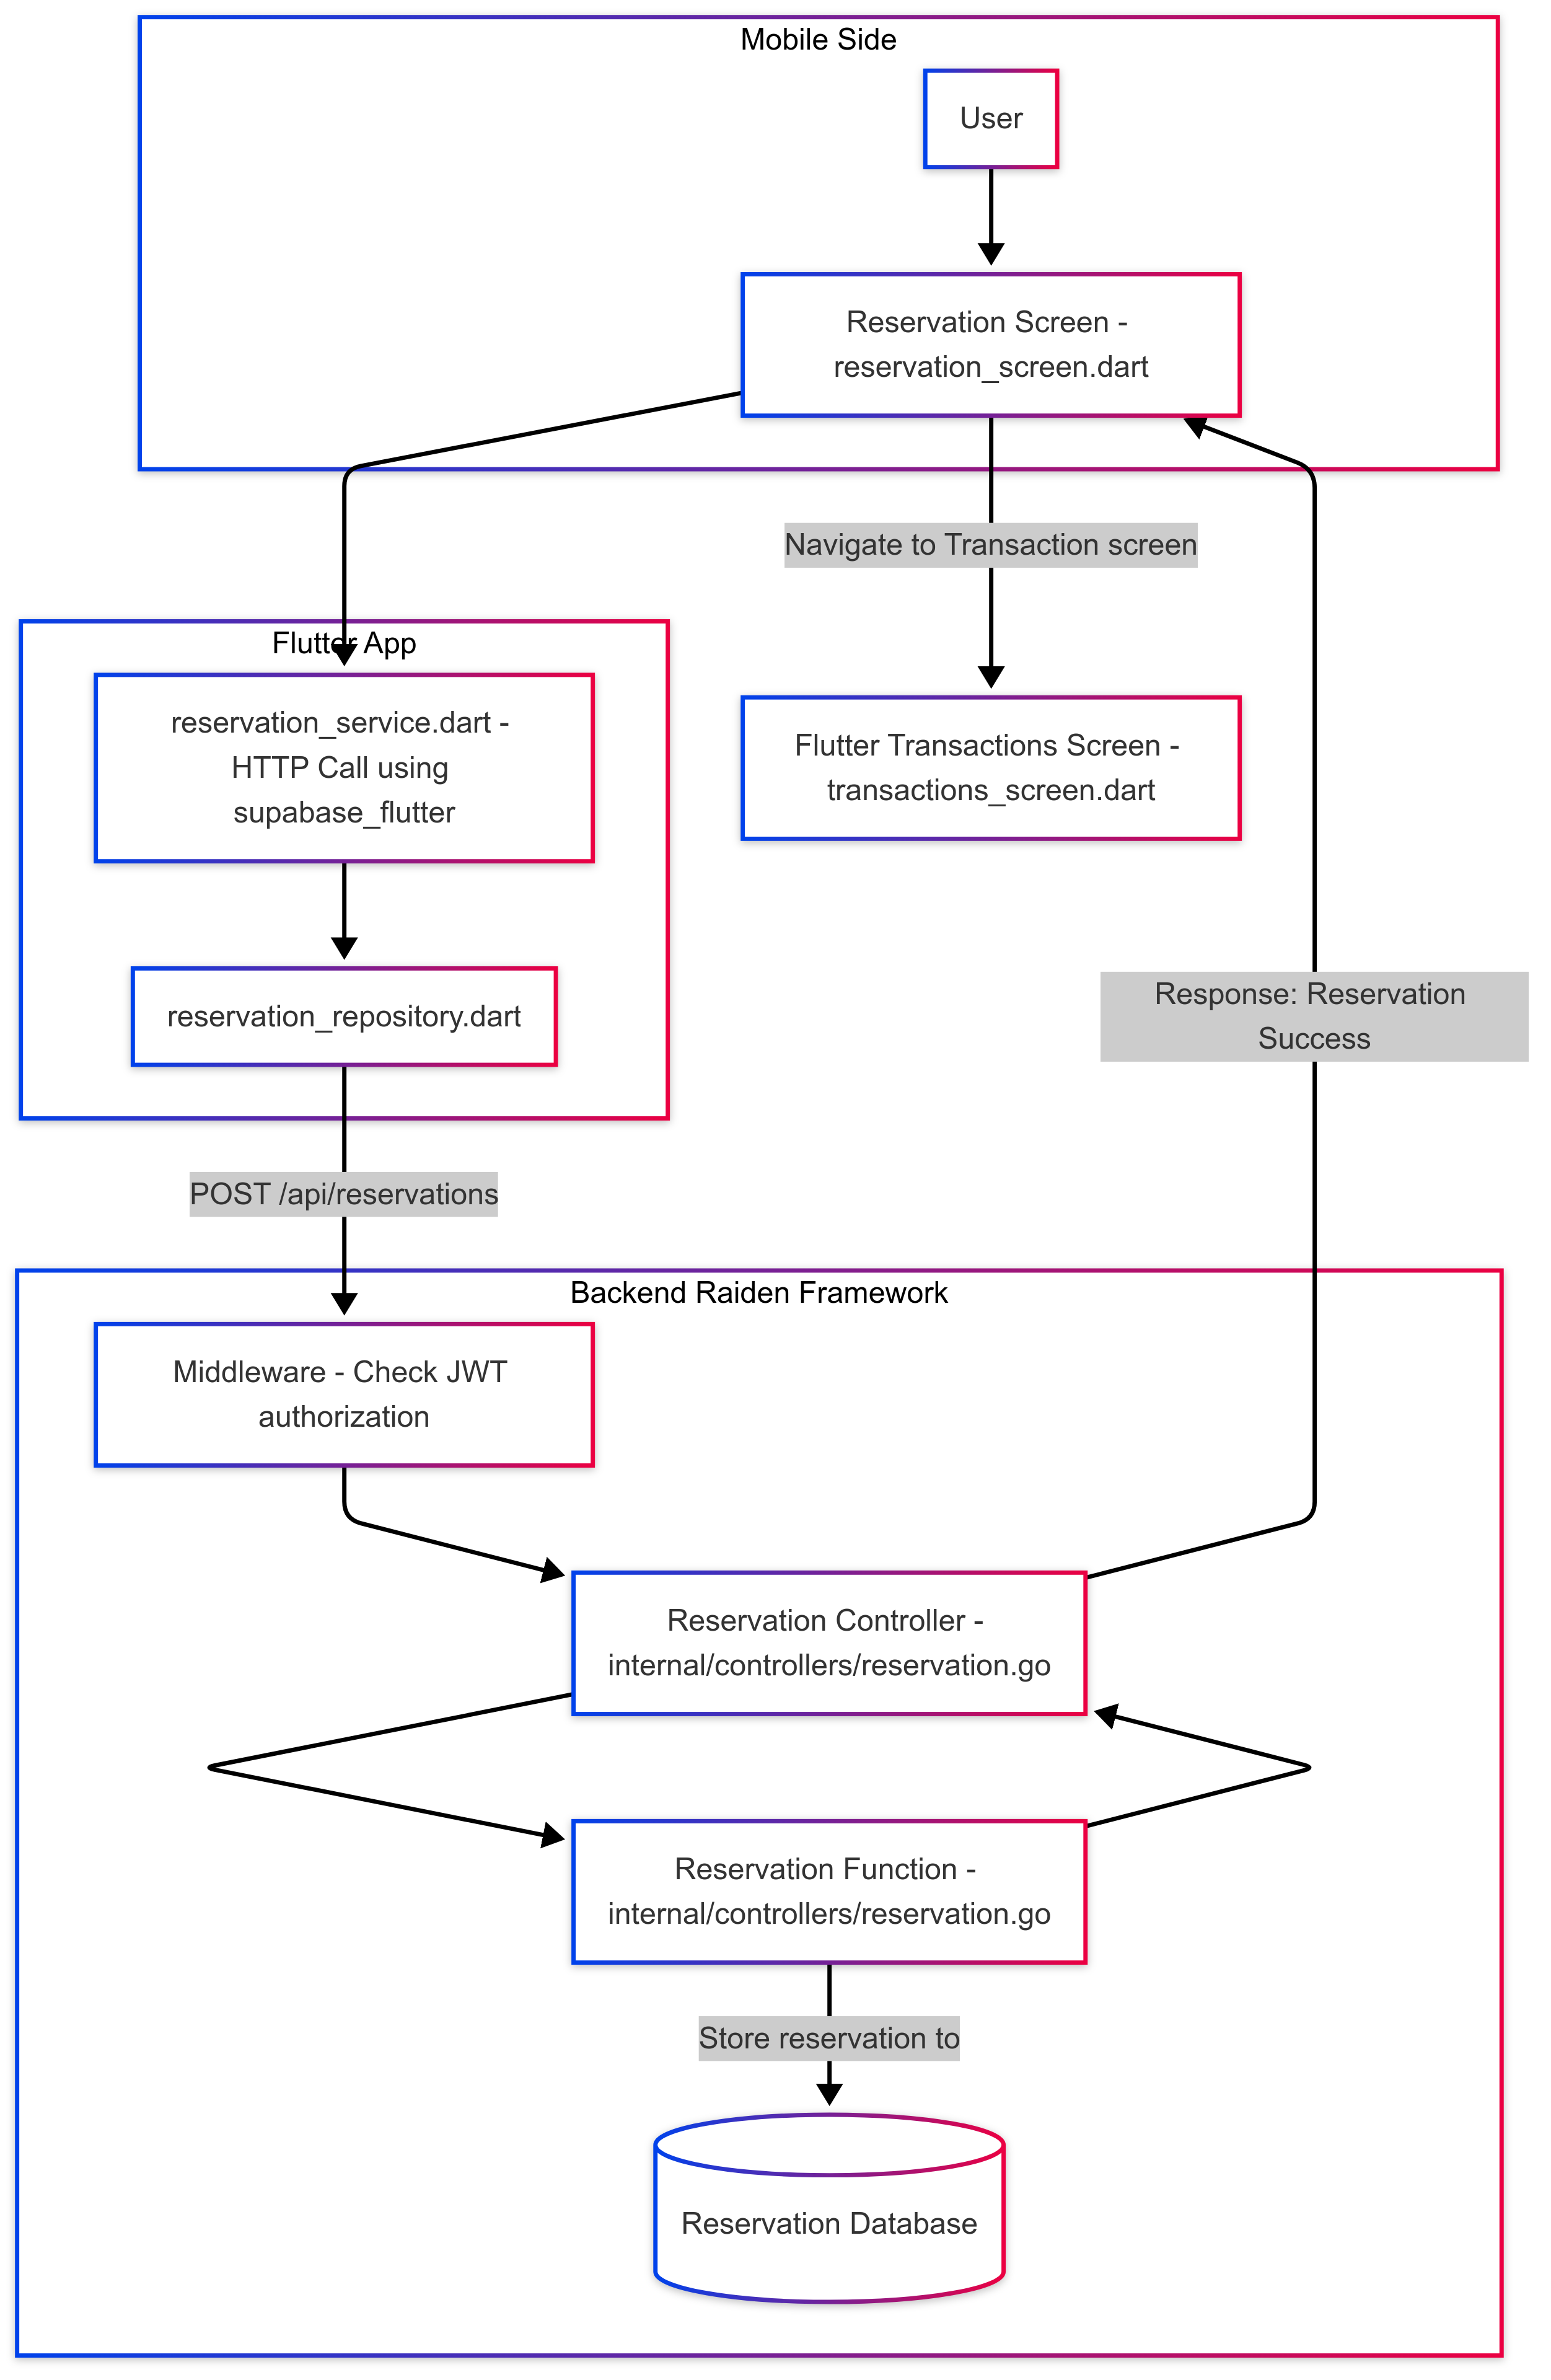 Mobile Side
User
Reservation Screen -
reservation_screen.dart
Navigate to Transaction screen
Flutter App
reservation_service.dart -
HTTP Call using
supabase_flutter
Flutter Transactions Screen -
transactions_screen.dart
reservation_repository.dart
Response: Reservation
Success
POST /api/reservations
Backend Raiden Framework
Middleware - Check JWT
authorization
Reservation Controller -
internal/controllers/reservation.go
Reservation Function -
internal/controllers/reservation.go
Store reservation to
Reservation Database